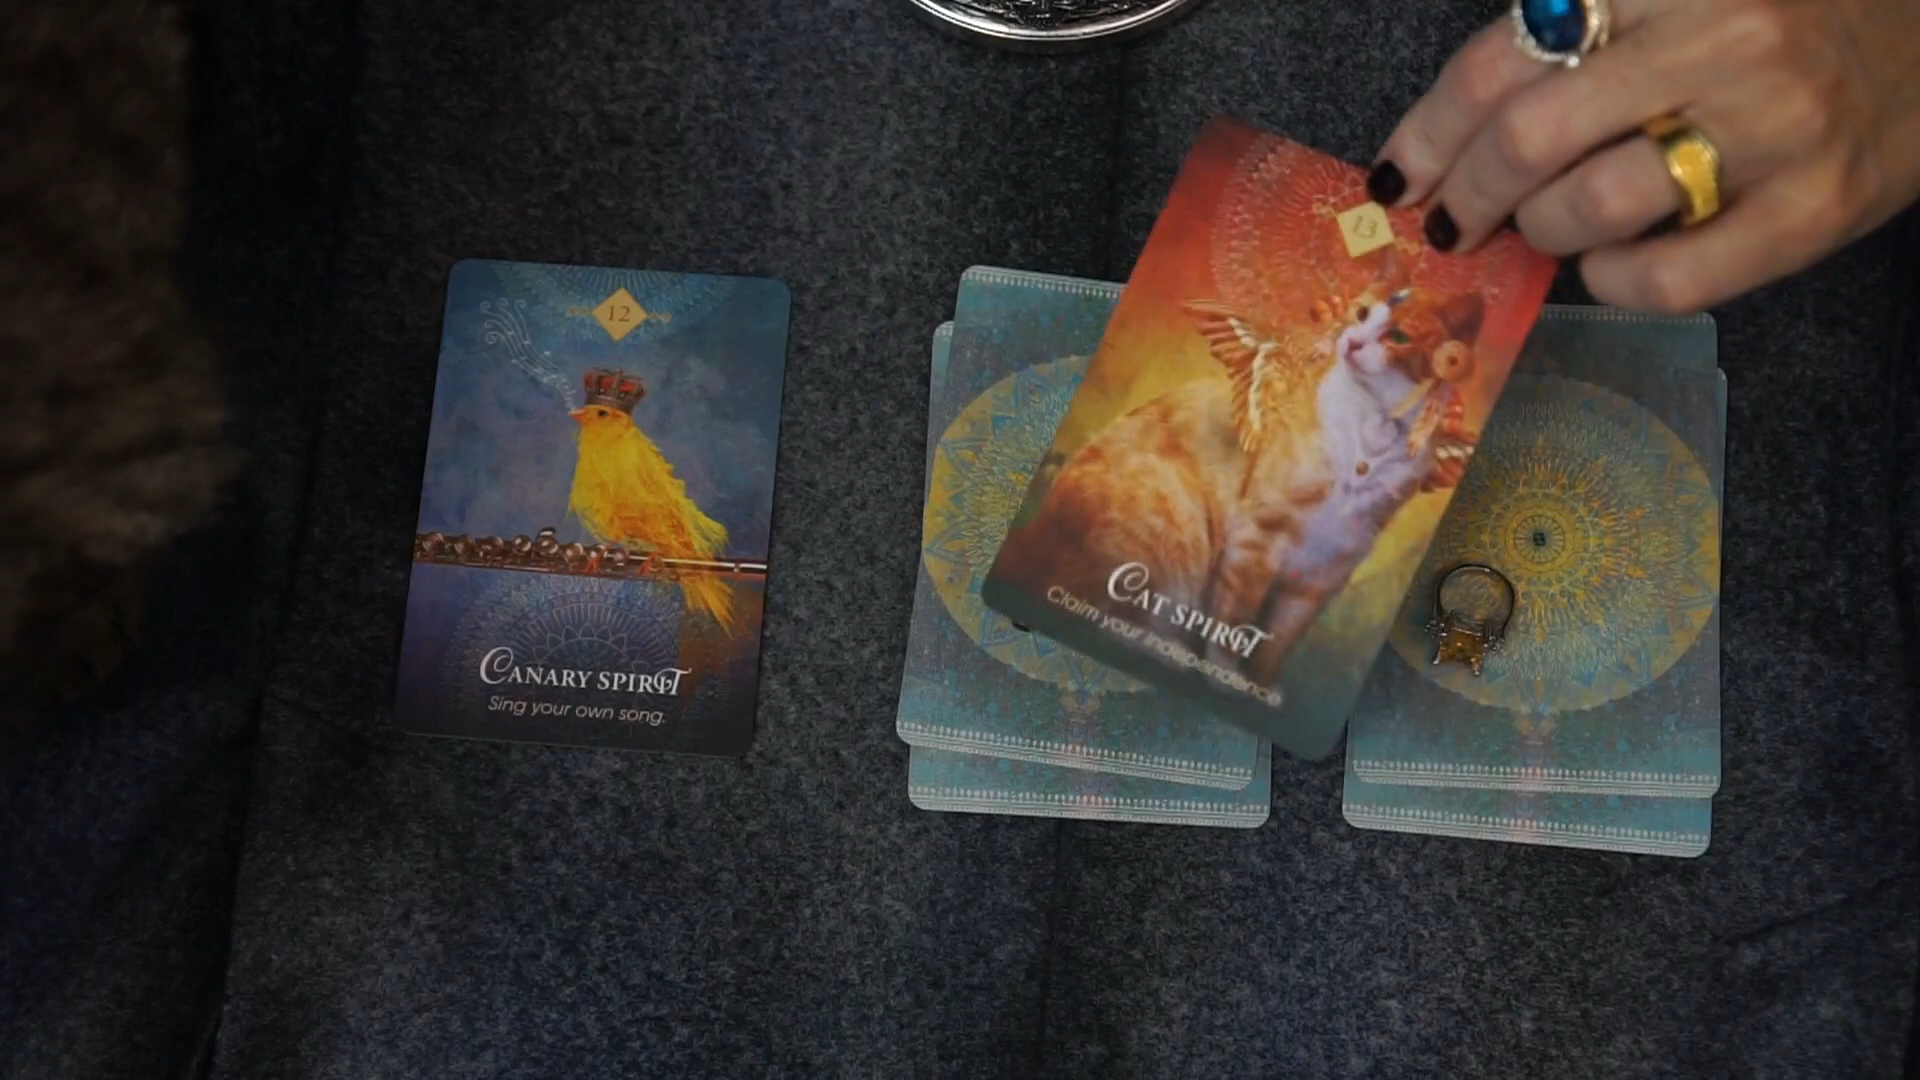 12
CANARY SPIRIT
Sing your own song.
13
CAT SPIRIT
Claim your independence